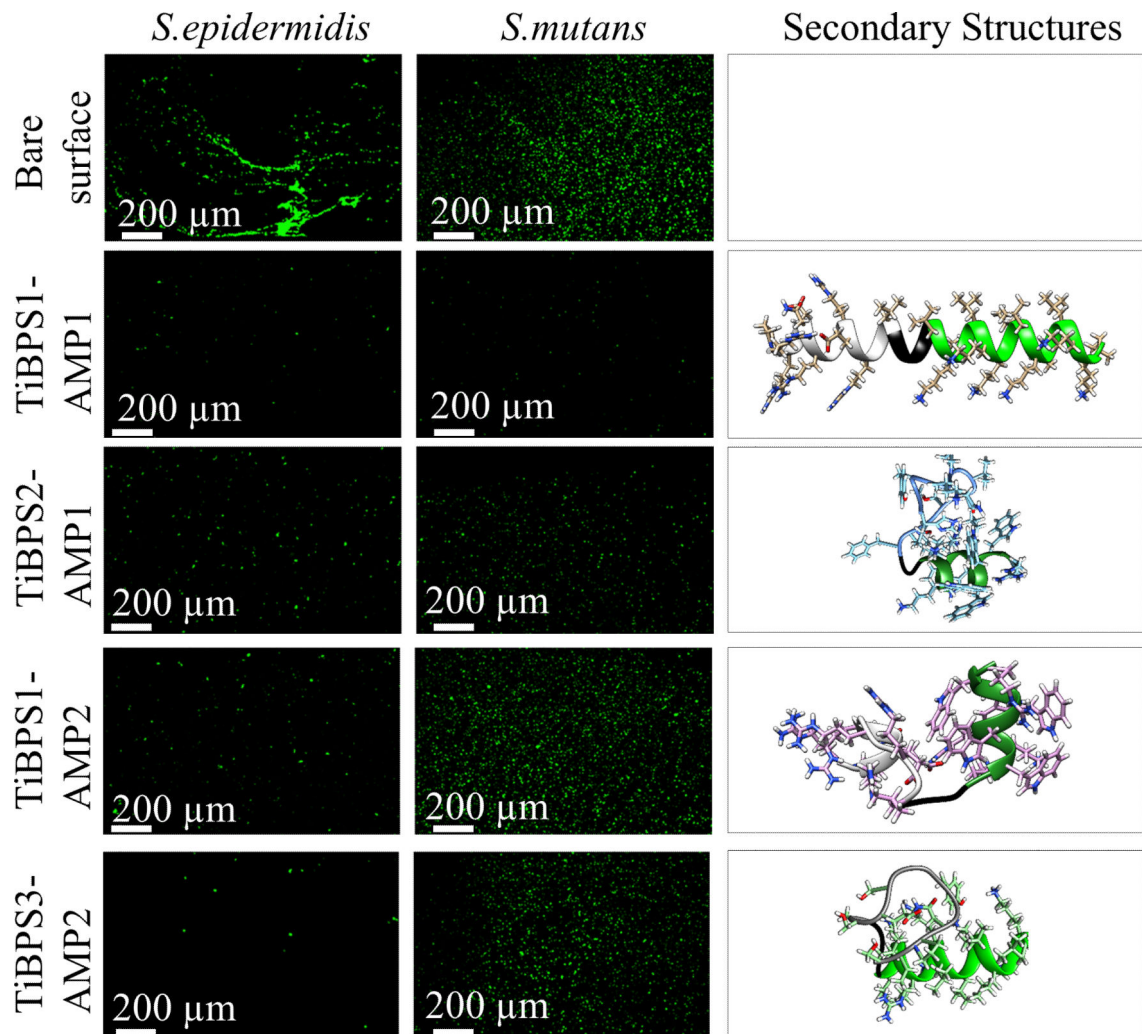 S.epidermidis
S.mutans
Secondary Structures
Bare
surface
200 µm
200 µm
TiBPS1-
AMP1
200 µm
200 µm
TiBPS2-
AMP1
200 µm
200 µm
TiBPS1-
AMP2
200 µm
200 µm
TiBPS3-
AMP2
200 µm
200 µm